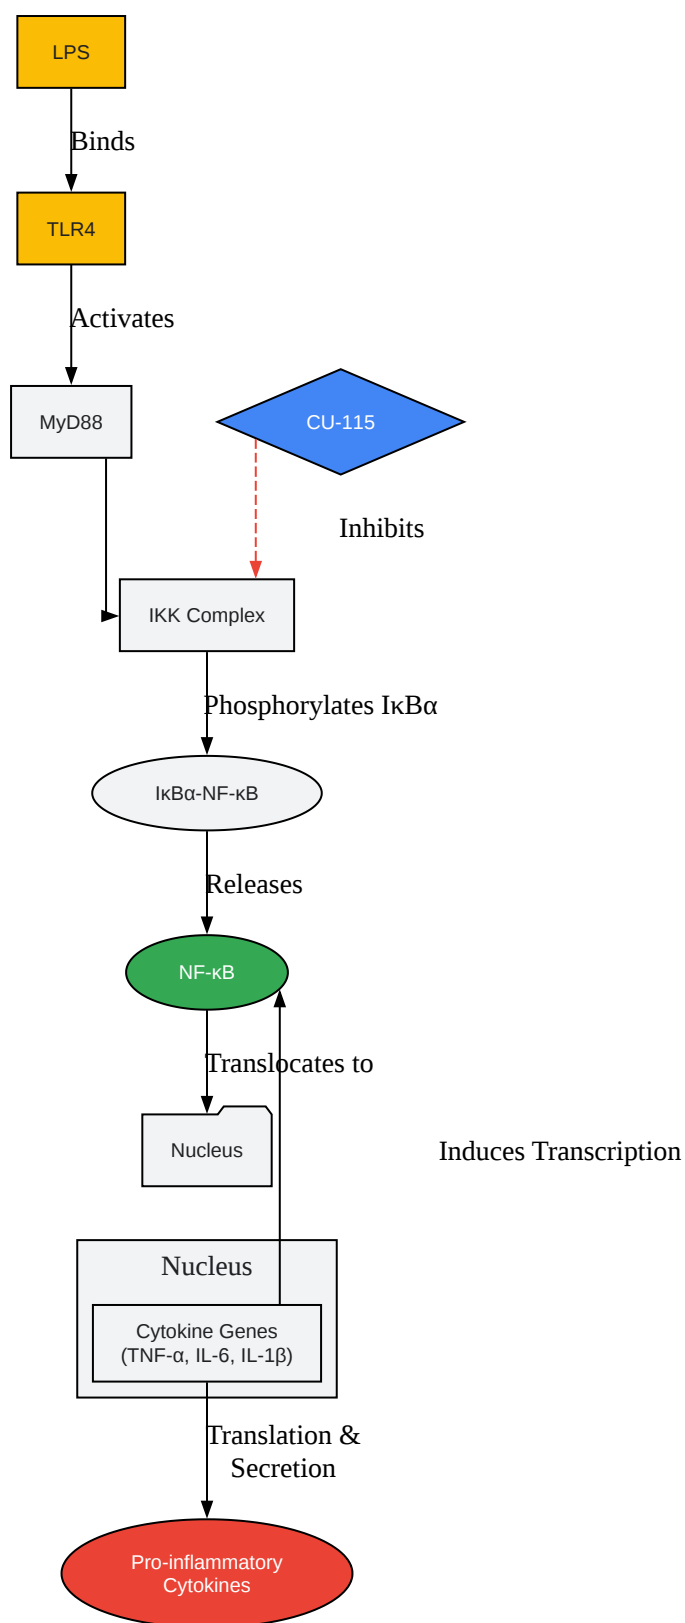 LPS
Binds
TLR4
Activates
MyD88
CU-115
Inhibits
IKK Complex
Phosphorylates IκBα
IκBα-NF-κB
Releases
NF-κB
Translocates to
Nucleus
Induces Transcription
Nucleus
Cytokine Genes
(TNF-α, IL-6, IL-1β)
Translation &
Secretion
Pro-inflammatory
Cytokines